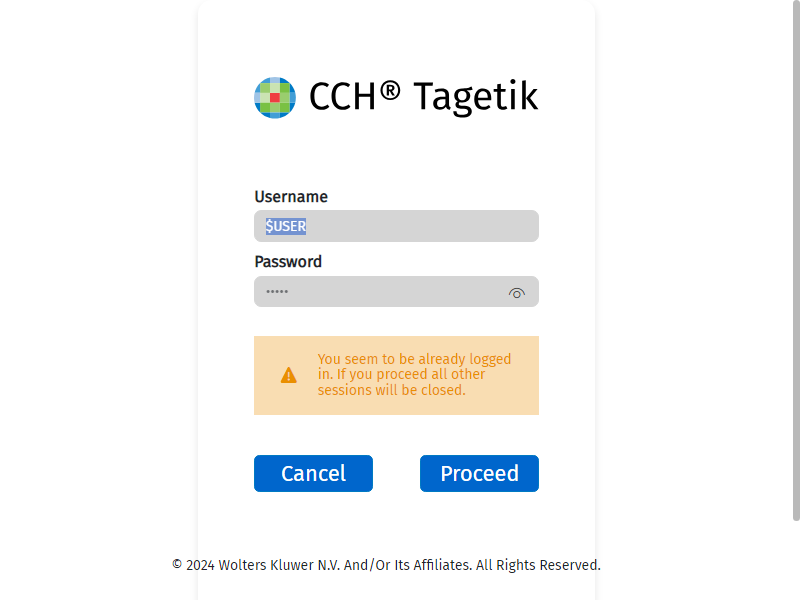 CCH® Tagetik
Username
$USER
Password
•••••
You seem to be already logged
in. If you proceed all other
sessions will be closed.
Cancel
Proceed
© 2024 Wolters Kluwer N.V. And/Or Its Affiliates. All Rights Reserved.